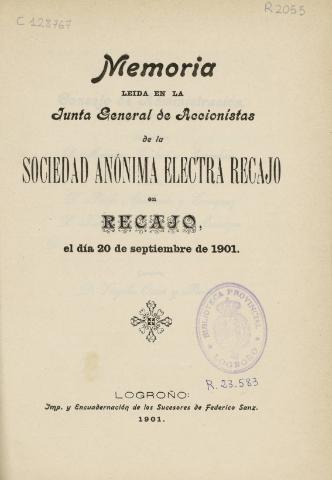 C 128767
R 2055
Memoria
LEIDA EN LA
Junta General de Accionistas
de la
SOCIEDAD ANÓNIMA ELECTRA RECAJO
en
RECAJO,
el día 20 de septiembre de 1901.
BIBLIOTECA PROVINCIAL
LOGROÑO
R. 23.583
LOGROÑO:
Imp. y Encuadernación de los Sucesores de Federico Sanz.
1901.